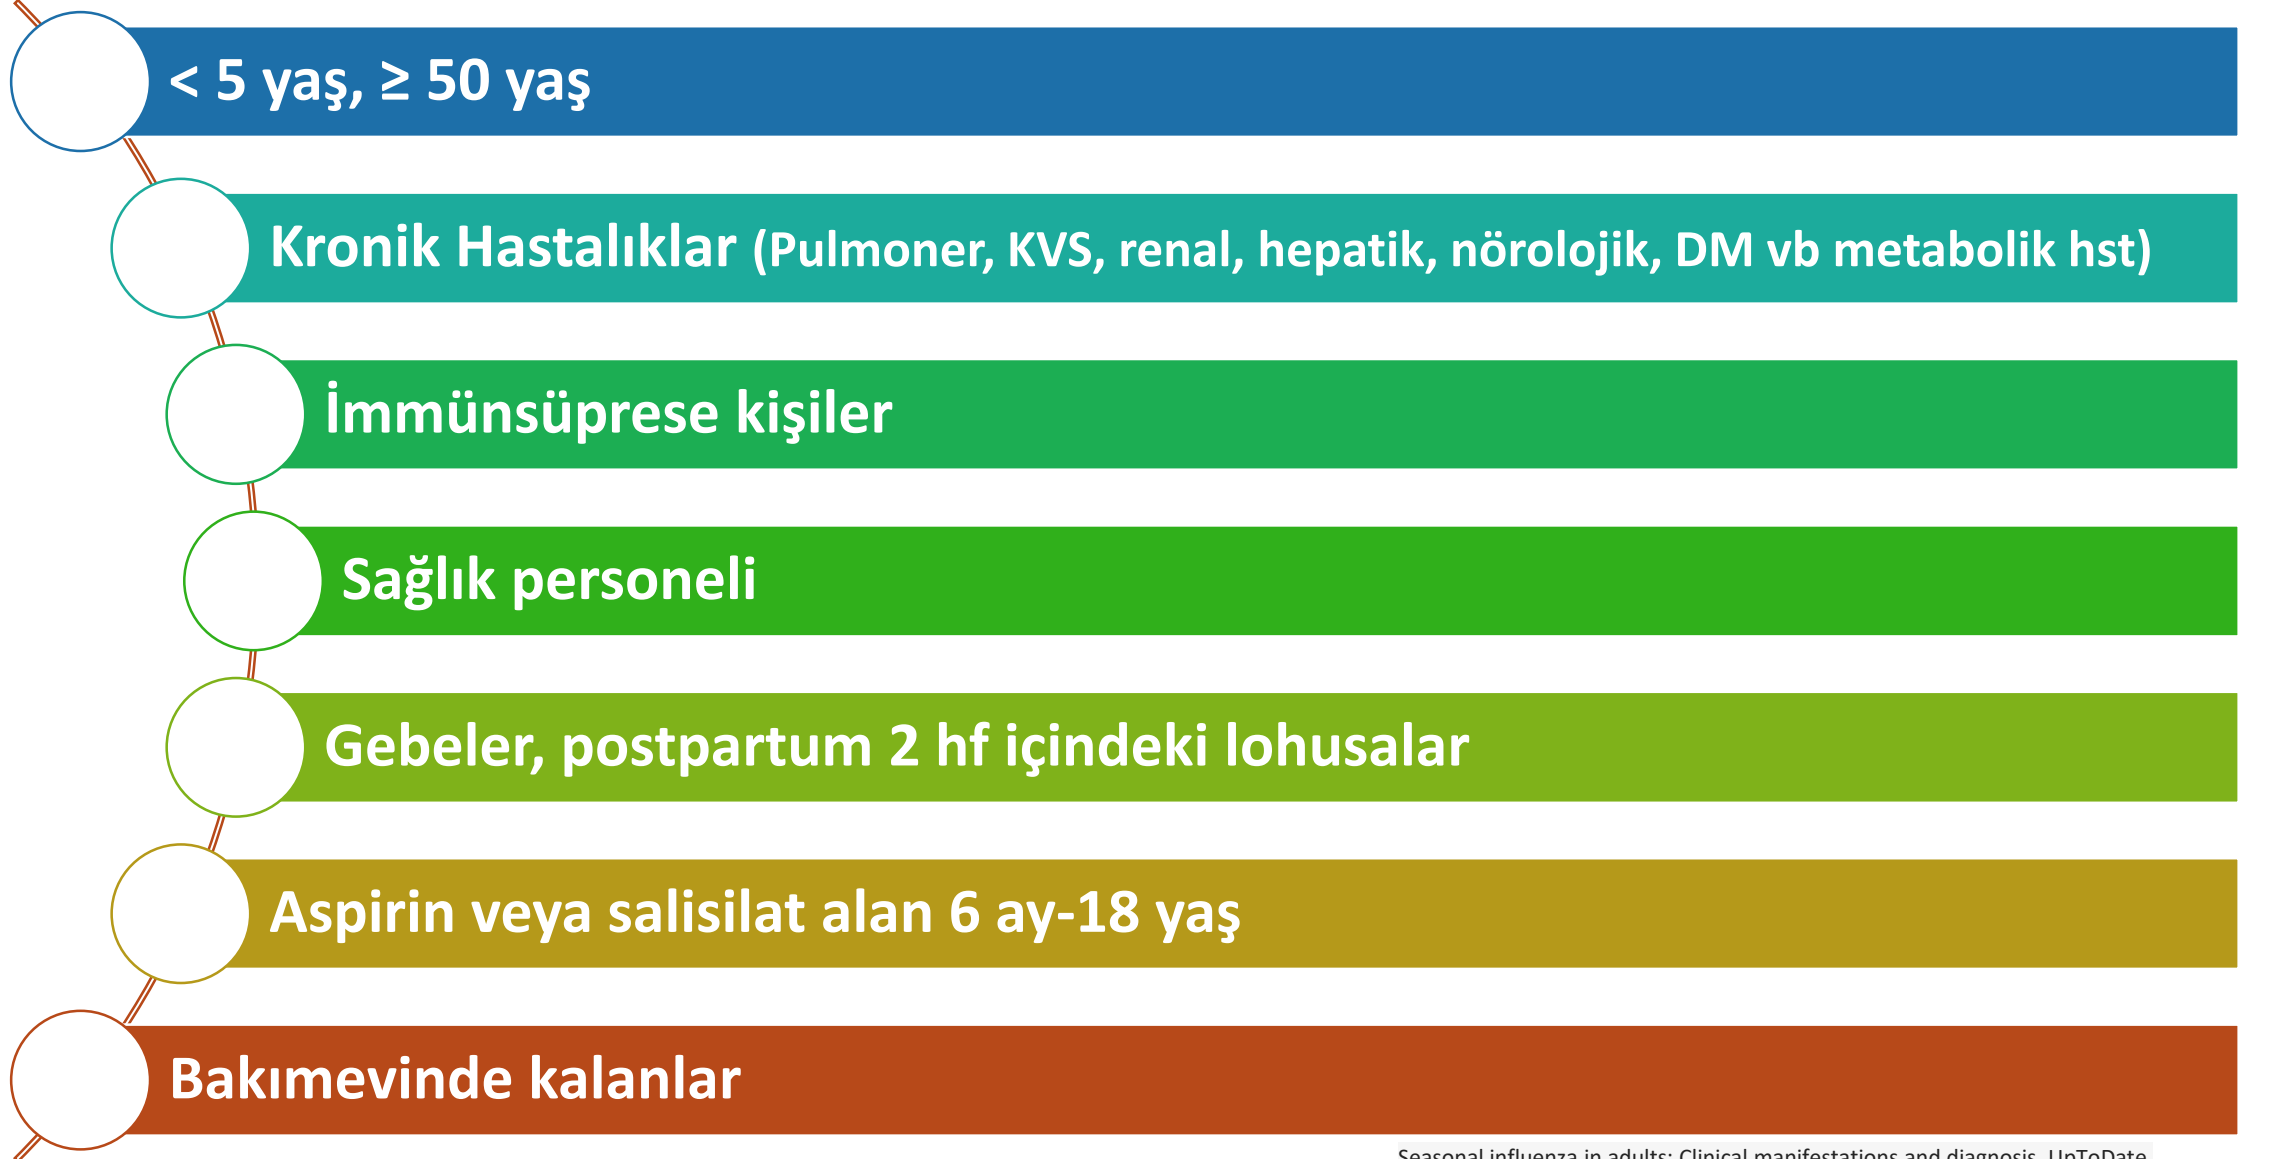 < 5 yaş, ≥ 50 yaş
Kronik Hastalıklar (Pulmoner, KVS, renal, hepatik, nörolojik, DM vb metabolik hst)
İmmünsüprese kişiler
Sağlık personeli
Gebeler, postpartum 2 hf içindeki lohusalar
Aspirin veya salisilat alan 6 ay-18 yaş
Bakımevinde kalanlar
Seasonal influenza in adults: Clinical manifestations and diagnosis, UpToDate